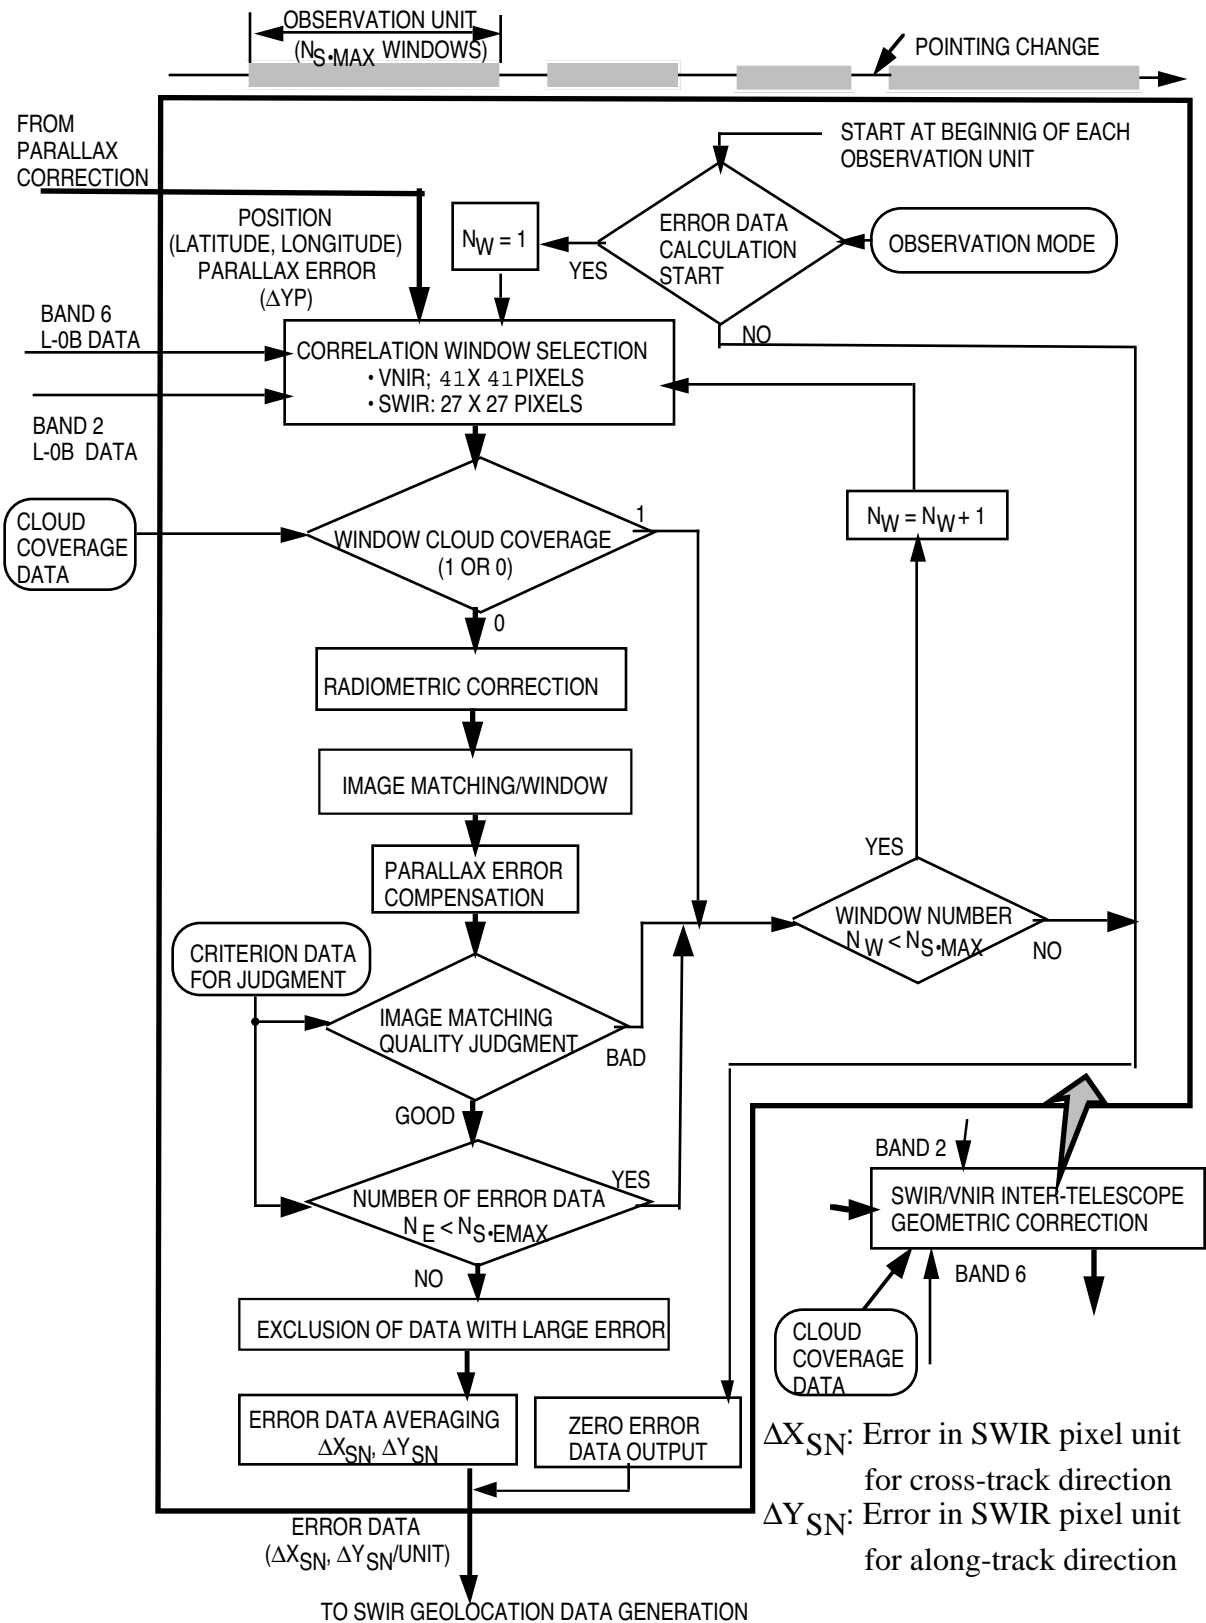 OBSERVATION UNIT
(NS•MAX WINDOWS)
POINTING CHANGE
FROM
PARALLAX
CORRECTION
START AT BEGINNIG OF EACH
OBSERVATION UNIT
POSITION
(LATITUDE, LONGITUDE)
PARALLAX ERROR
(ΔYP)
NW = 1
YES
ERROR DATA
CALCULATION
START
OBSERVATION MODE
NO
BAND 6
L-0B DATA
CORRELATION WINDOW SELECTION
• VNIR; 41 X 41 PIXELS
• SWIR: 27 X 27 PIXELS
BAND 2
L-0B DATA
CLOUD
COVERAGE
DATA
WINDOW CLOUD COVERAGE
(1 OR 0)
1
0
NW = NW + 1
RADIOMETRIC CORRECTION
IMAGE MATCHING/WINDOW
PARALLAX ERROR
COMPENSATION
YES
WINDOW NUMBER
NW < NS•MAX
NO
CRITERION DATA
FOR JUDGMENT
IMAGE MATCHING
QUALITY JUDGMENT
BAD
GOOD
NUMBER OF ERROR DATA
NE < NS•EMAX
YES
NO
BAND 2
SWIR/VNIR INTER-TELESCOPE
GEOMETRIC CORRECTION
BAND 6
CLOUD
COVERAGE
DATA
EXCLUSION OF DATA WITH LARGE ERROR
ERROR DATA AVERAGING
ΔXSN, ΔYSN
ZERO ERROR
DATA OUTPUT
ΔXSN: Error in SWIR pixel unit
for cross-track direction
ΔYSN: Error in SWIR pixel unit
for along-track direction
ERROR DATA
(ΔXSN, ΔYSN/UNIT)
TO SWIR GEOLOCATION DATA GENERATION